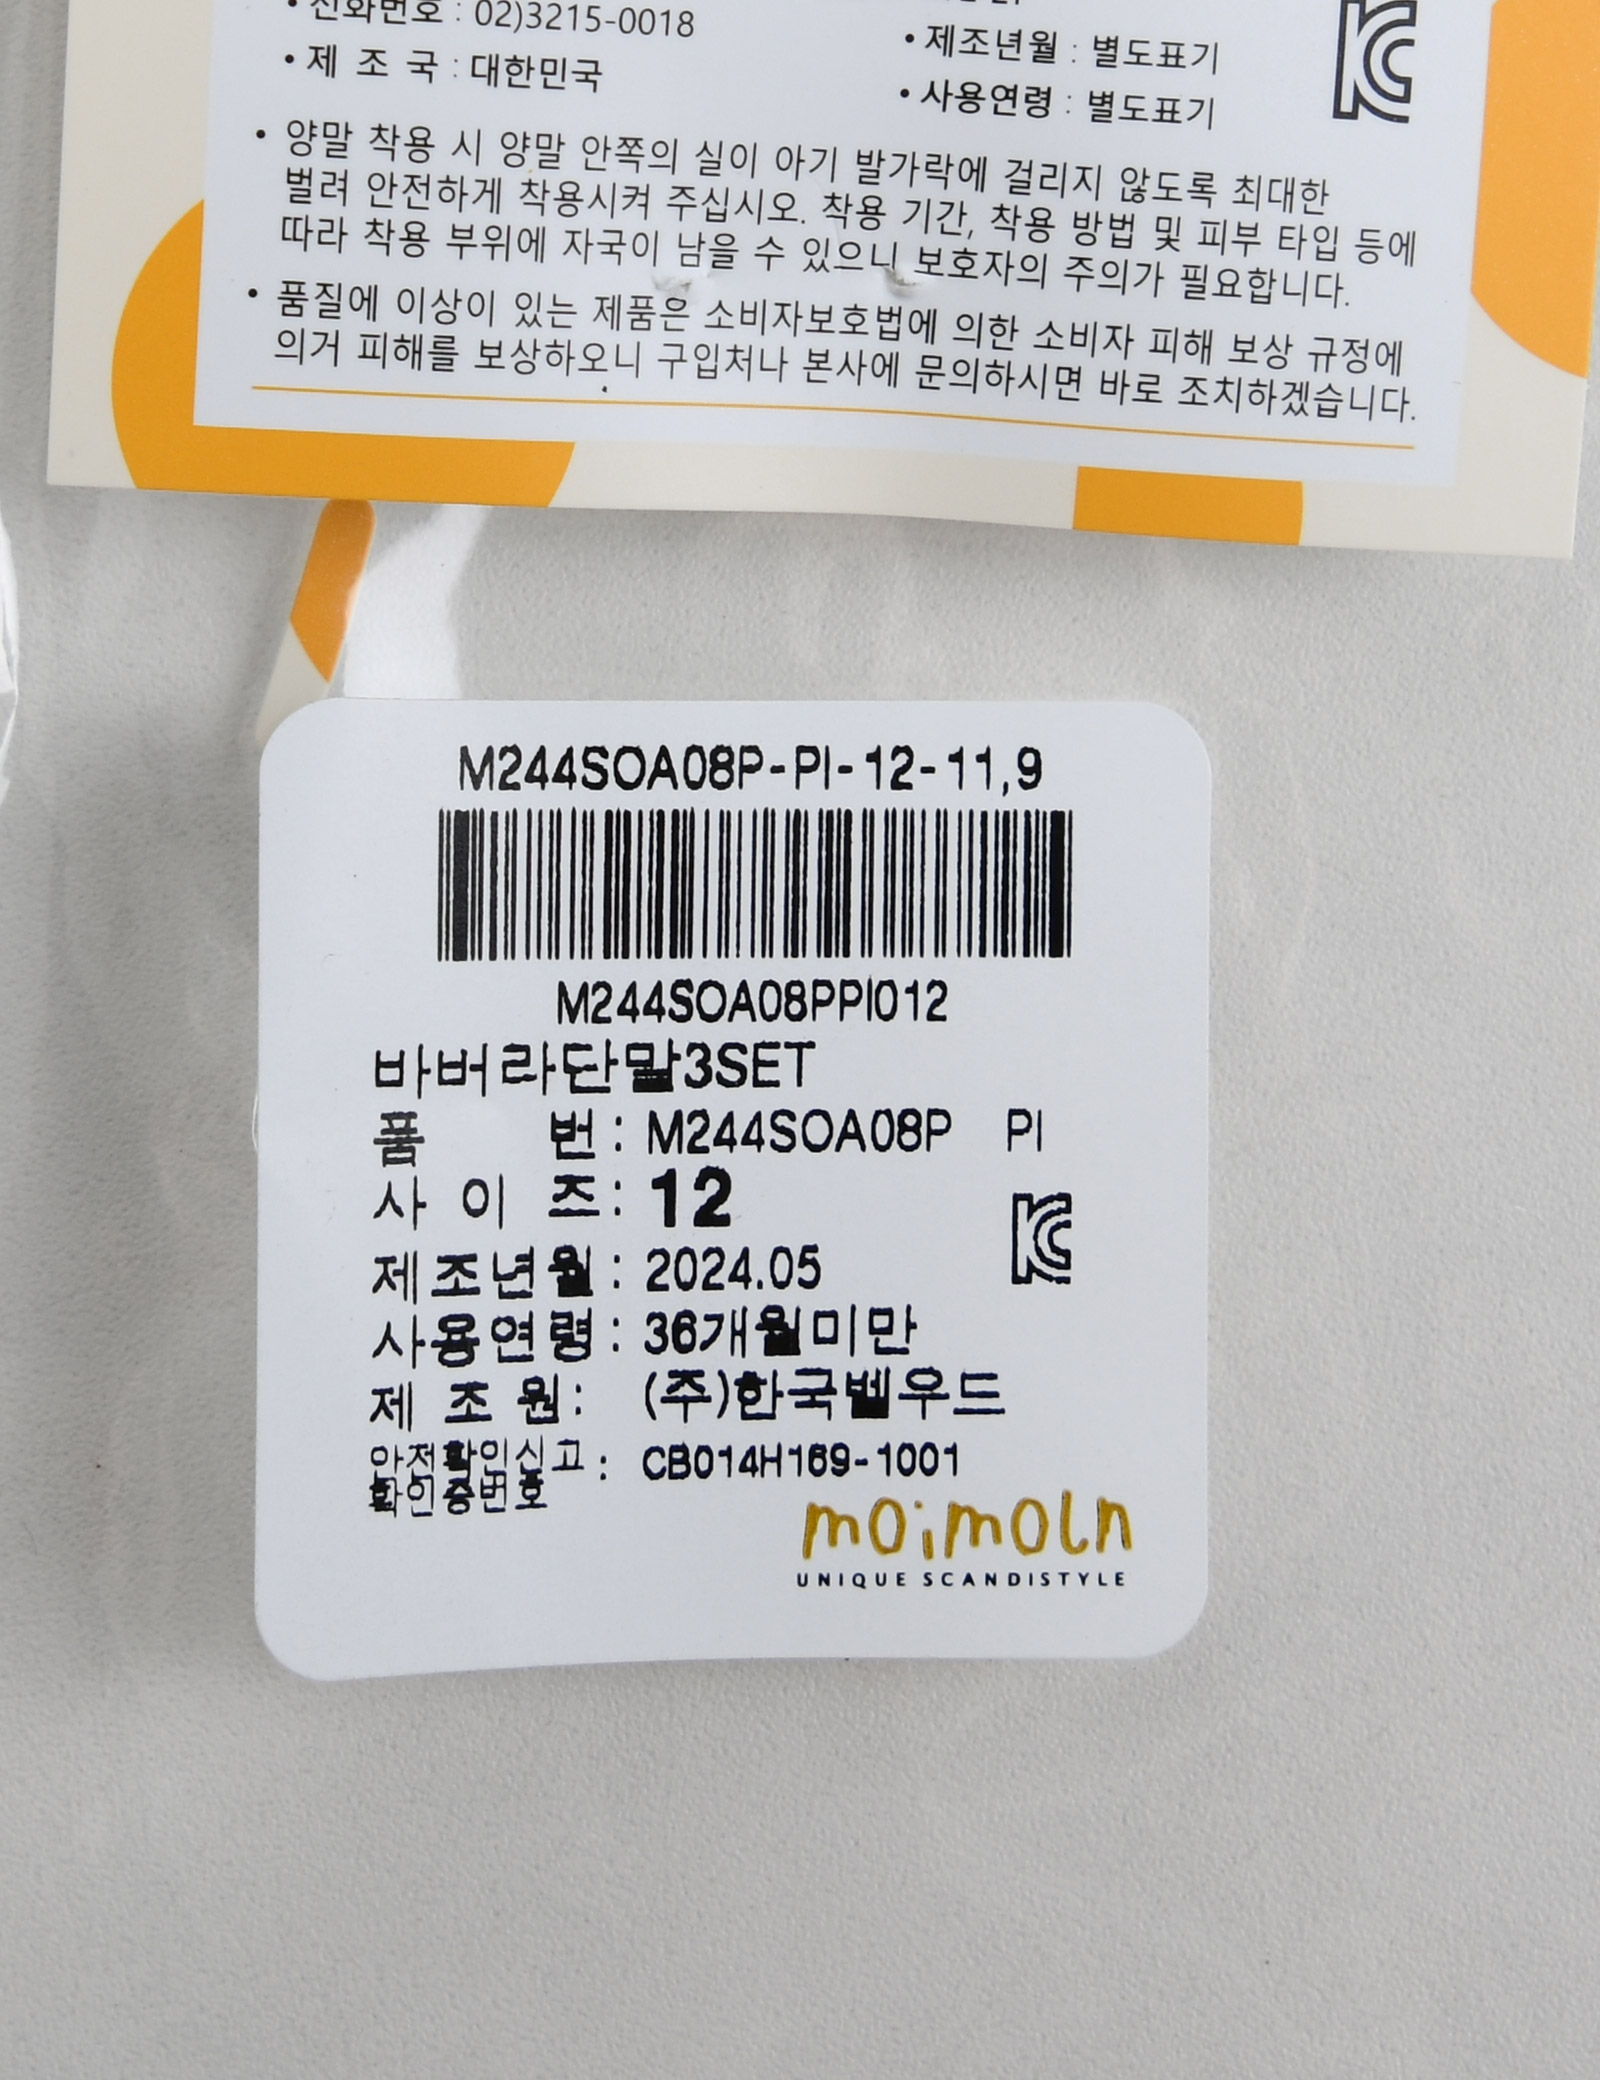 • 전화번호 : 02)3215-0018
• 제 조 국 : 대한민국
• 제조년월 : 별도표기
• 사용연령 : 별도표기
• 양말 착용 시 양말 안쪽의 실이 아기 발가락에 걸리지 않도록 최대한
벌려 안전하게 착용시켜 주십시오. 착용 기간, 착용 방법 및 피부 타입 등에
따라 착용 부위에 자국이 남을 수 있으니 보호자의 주의가 필요합니다.
• 품질에 이상이 있는 제품은 소비자보호법에 의한 소비자 피해 보상 규정에
의거 피해를 보상하오니 구입처나 본사에 문의하시면 바로 조치하겠습니다.
M244SOA08P-PI-12-11,9
M244SOA08PPI012
바버라단말3SET
품 번 : M244SOA08P PI
사 이 즈 : 12
제조년월 : 2024.05
사용연령 : 36개월미만
제 조 원 : (주)한국벨우드
안전확인신고 : CB014H169-1001
확인증번호
moimoln
UNIQUE SCANDISTYLE